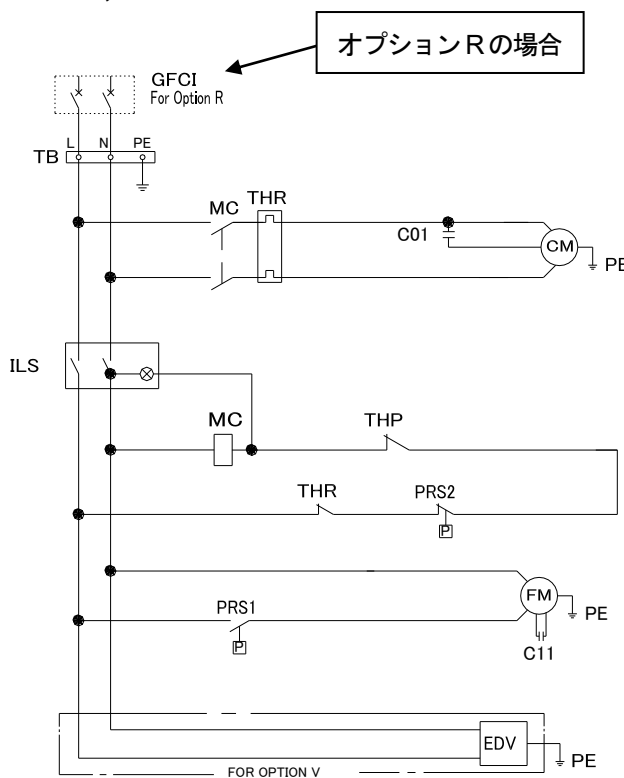 オプションRの場合
GFCI
For Option R
L N PE
TB
MC THR
C01
CM
PE
ILS
MC
THP
THR
PRS2
P
FM
PE
PRS1
P
C11
EDV
PE
FOR OPTION V